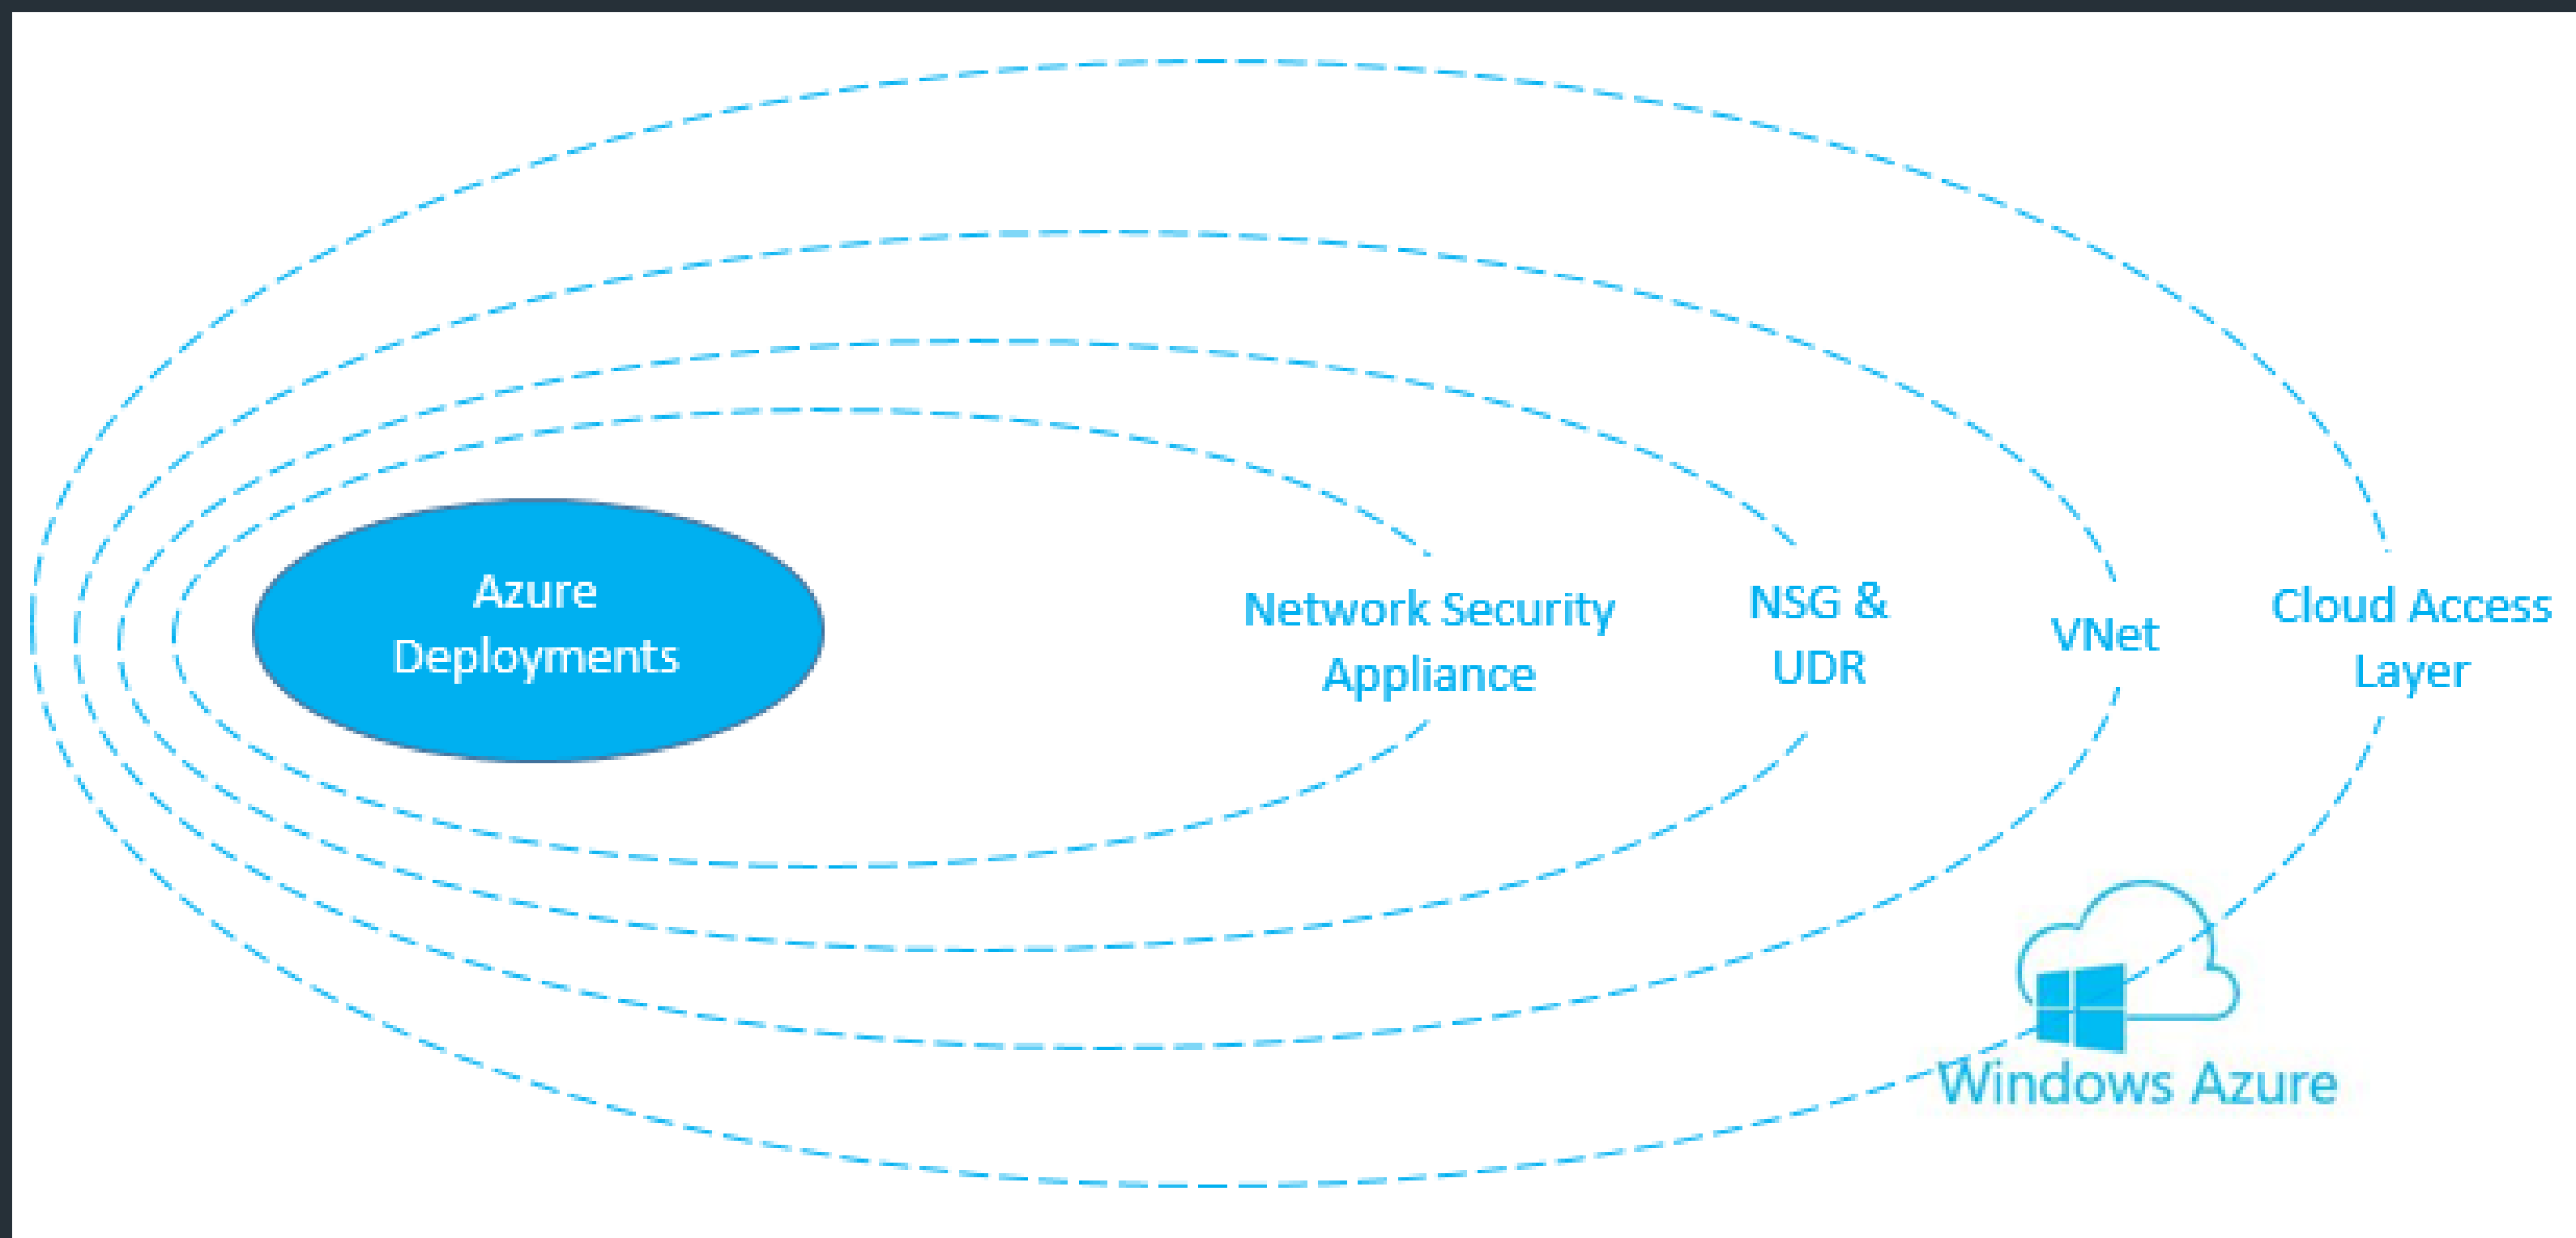 Azure
Deployments
Network Security
Appliance
NSG &
UDR
VNet
Cloud Access
Layer
Windows Azure